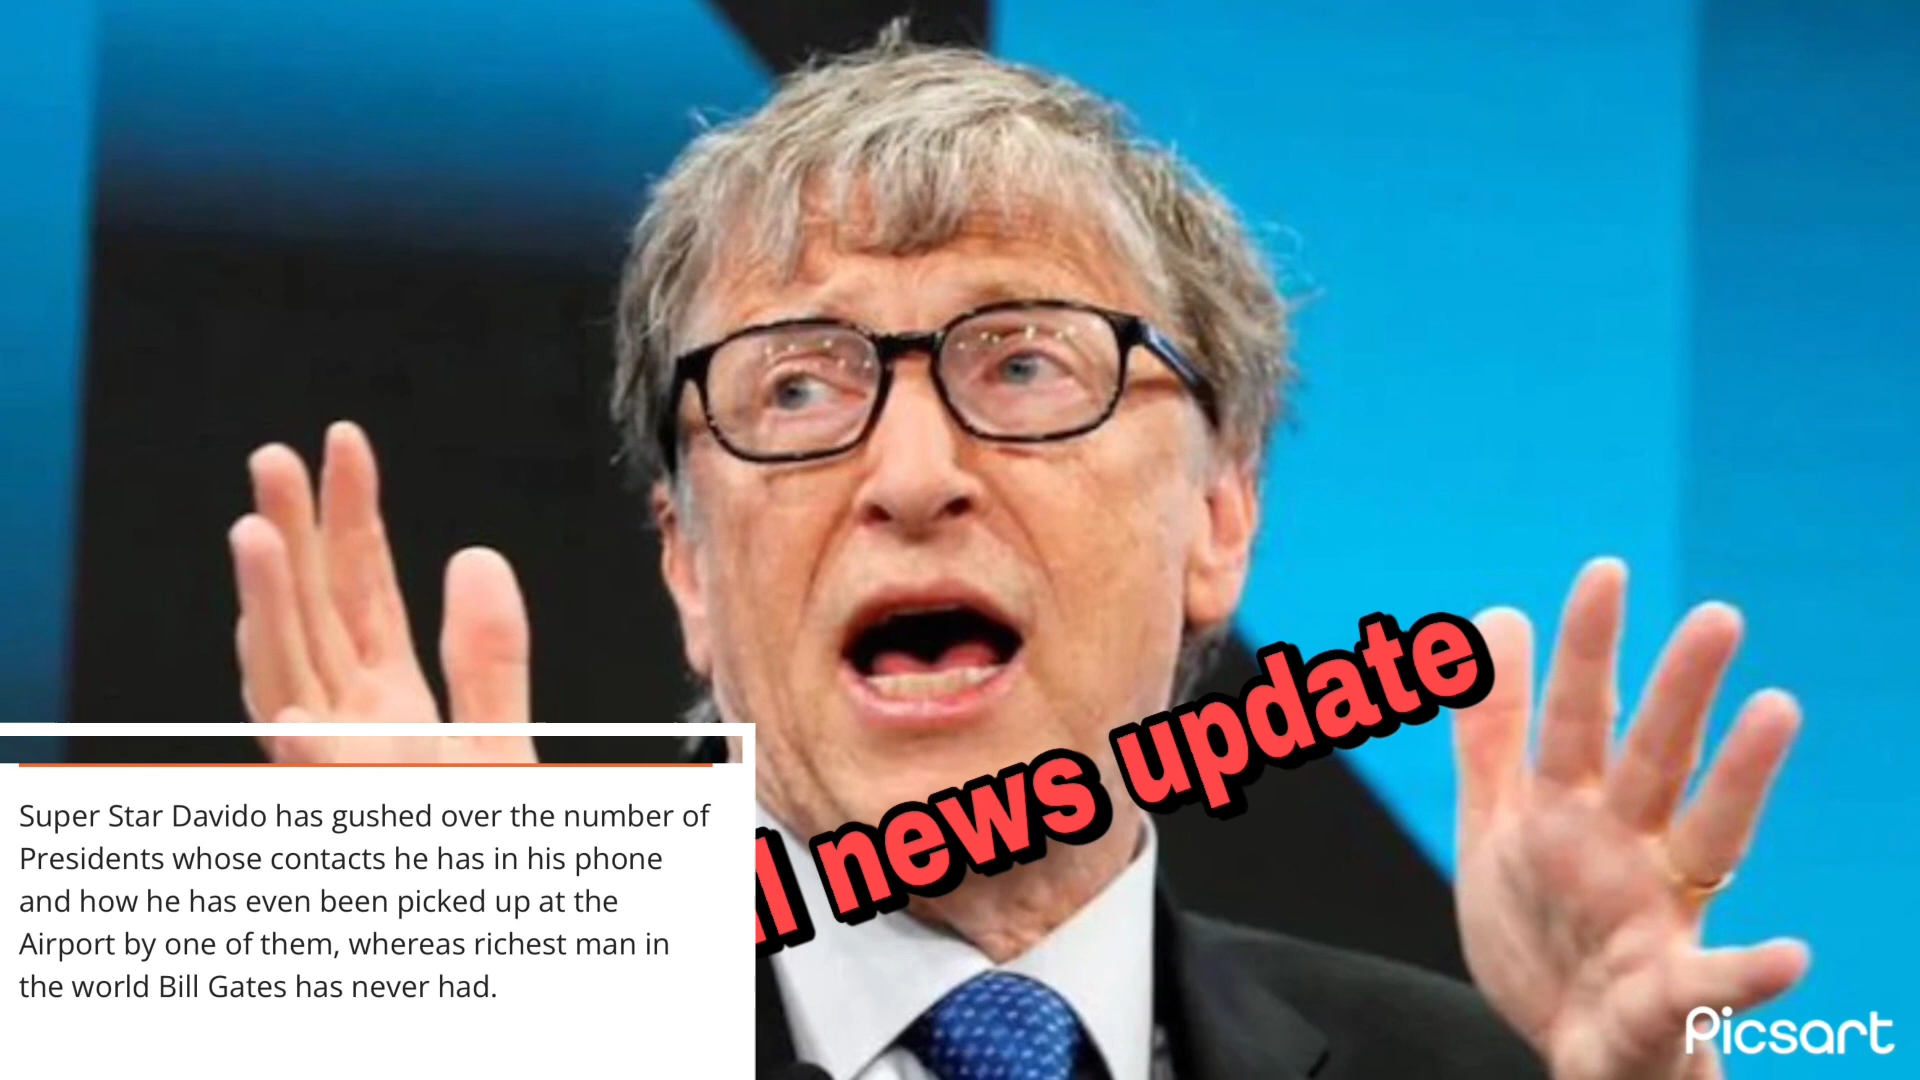 ll news update
Super Star Davido has gushed over the number of
Presidents whose contacts he has in his phone
and how he has even been picked up at the
Airport by one of them, whereas richest man in
the world Bill Gates has never had.
Picsart